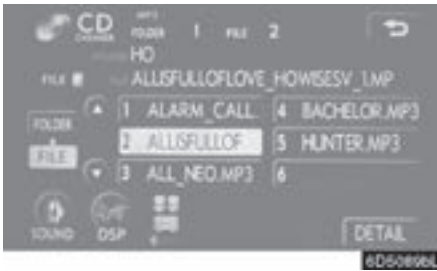 CD CHANGER MP3 FOLDER 1 FILE 2
HO
FILE ALLISFULLOFLOVE_HOWISESV_1.MP
FOLDER
FILE
1 ALARM_CALL 4 BACHELOR.MP3
2 ALLISFULLOF 5 HUNTER.MP3
3 ALL_NEO.MP3 6
SOUND DSP DETAIL